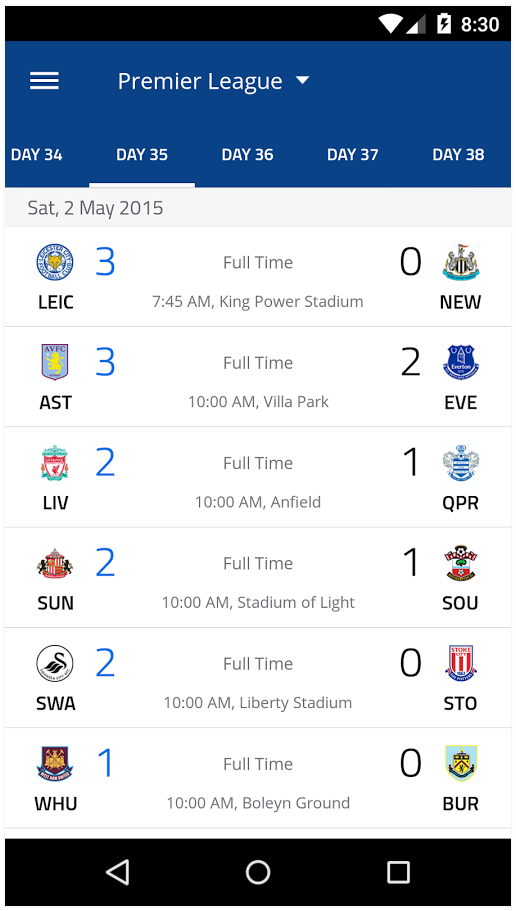 8:30
Premier League
DAY 34 DAY 35 DAY 36 DAY 37 DAY 38
Sat, 2 May 2015
3 Full Time 0
LEIC 7:45 AM, King Power Stadium NEW
AVFC
3 Full Time 2
Everton
AST 10:00 AM, Villa Park EVE
2 Full Time 1
LIV 10:00 AM, Anfield QPR
2 Full Time 1
SUN 10:00 AM, Stadium of Light SOU
STOKE
2 Full Time 0
SWA 10:00 AM, Liberty Stadium STO
1 Full Time 0
WHU 10:00 AM, Boleyn Ground BUR